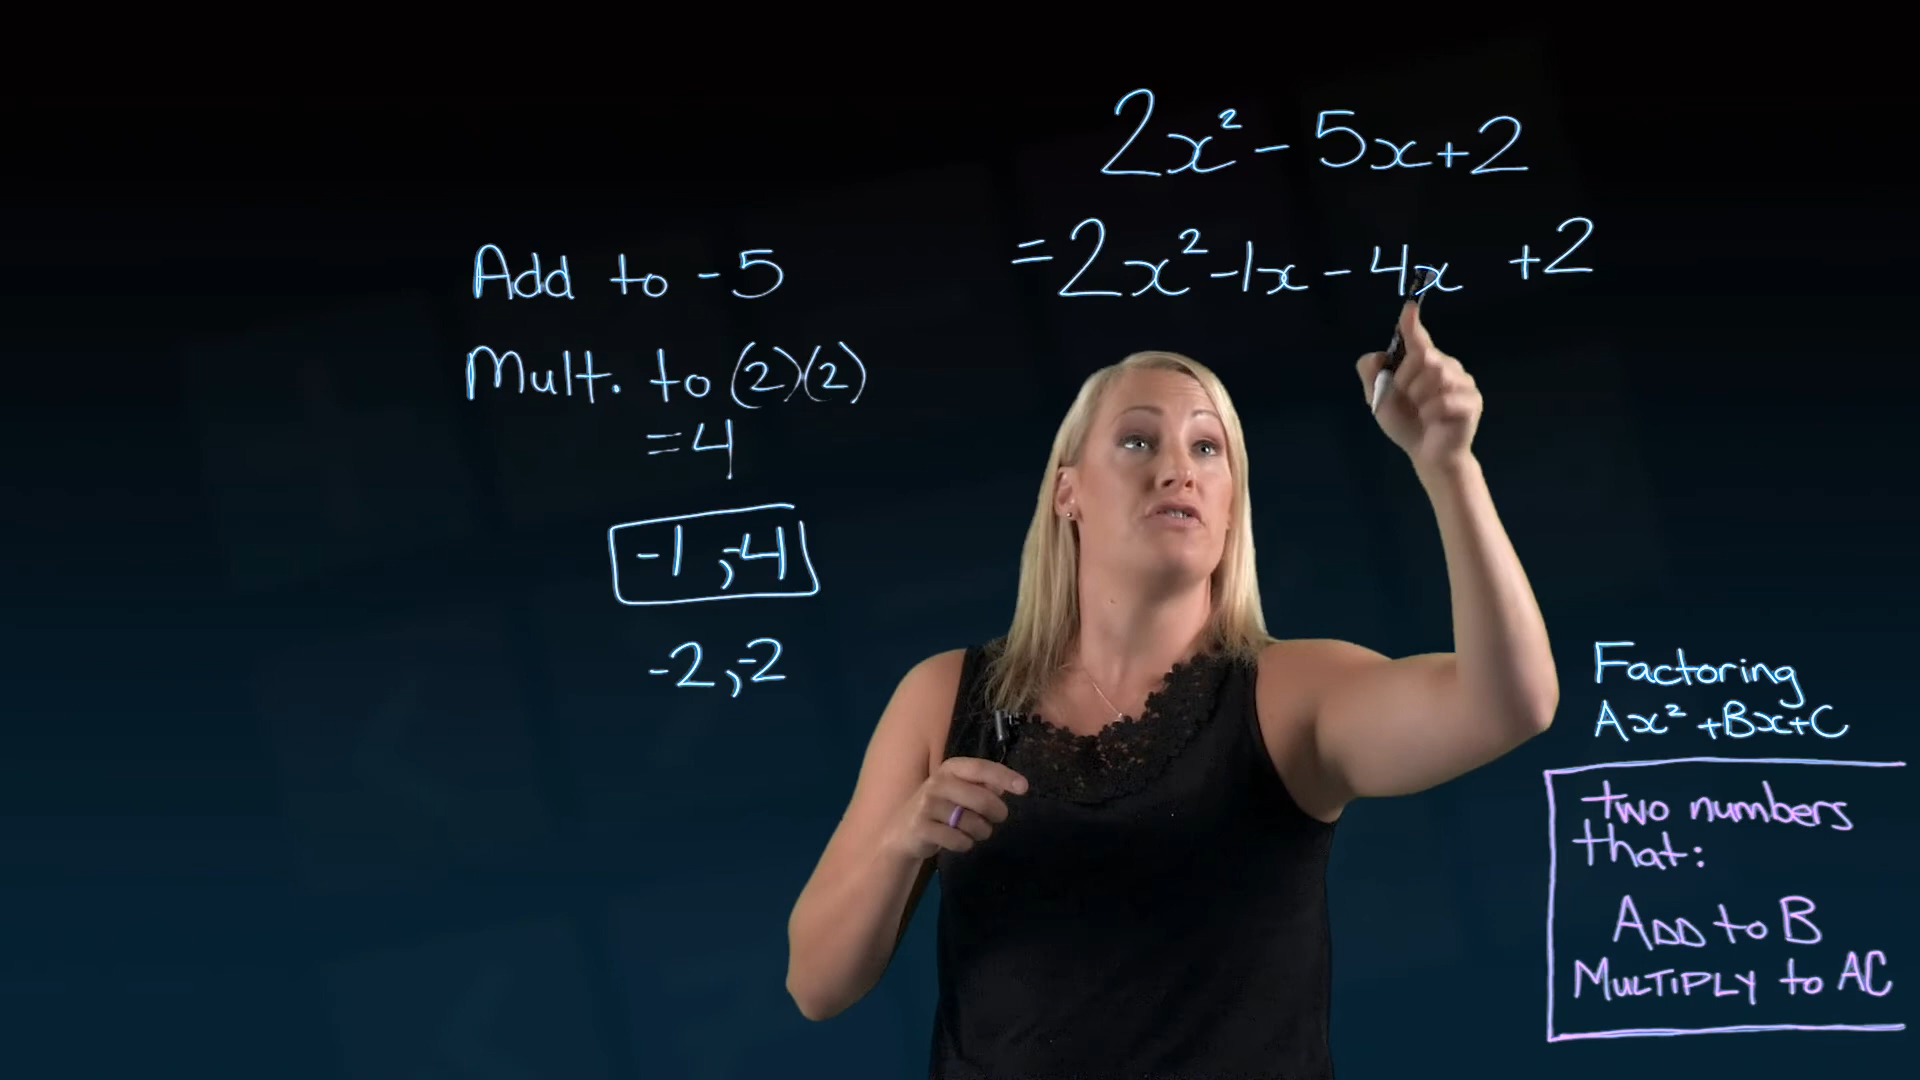 2x² - 5x + 2
= 2x² - 1x - 4x + 2
Add to -5
Mult. to (2)(2)
= 4
-1, -4
-2, -2
Factoring
Ax² + Bx + C
two numbers
that:
ADD to B
MULTIPLY to AC